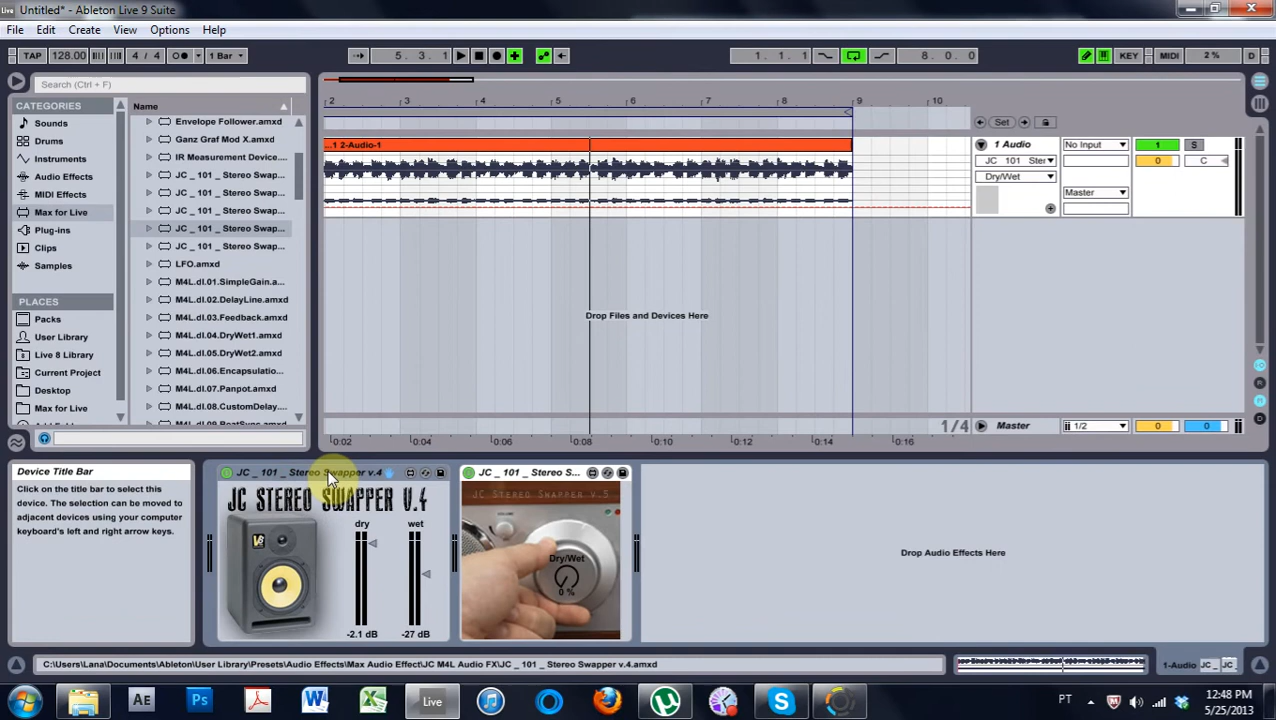 Untitled* - Ableton Live 9 Suite
File Edit Create View Options Help
TAP 128.00 4 / 4 1 Bar 5. 3. 1 1. 1. 1 8. 0. 0 KEY MIDI 2 % D
Search (Ctrl + F)
CATEGORIES
Sounds
Drums
Instruments
Audio Effects
MIDI Effects
Max for Live
Plug-ins
Clips
Samples
PLACES
Packs
User Library
Live 8 Library
Current Project
Desktop
Max for Live
Name
Envelope Follower.amxd
Ganz Graf Mod X.amxd
IR Measurement Device....
JC _ 101 _ Stereo Swap...
JC _ 101 _ Stereo Swap...
JC _ 101 _ Stereo Swap...
JC _ 101 _ Stereo Swap...
JC _ 101 _ Stereo Swap...
LFO.amxd
M4L.dl.01.SimpleGain.a...
M4L.dl.02.DelayLine.amxd
M4L.dl.03.Feedback.amxd
M4L.dl.04.DryWet1.amxd
M4L.dl.05.DryWet2.amxd
M4L.dl.06.Encapsulatio...
M4L.dl.07.Panpot.amxd
M4L.dl.08.CustomDelay....
2 3 4 5 6 7 8 9 10
Set
...1 2-Audio-1
1 Audio
JC 101 Ster
Dry/Wet
No Input
Master
1 S
0 C
Drop Files and Devices Here
1/4
Master 1/2 0 0
0:02 0:04 0:06 0:08 0:10 0:12 0:14 0:16
Device Title Bar
Click on the title bar to select this
device. The selection can be moved to
adjacent devices using your computer
keyboard's left and right arrow keys.
JC _ 101 _ Stereo Swapper v.4
JC STEREO SWAPPER V.4
dry wet
-2.1 dB -27 dB
JC _ 101 _ Stereo S...
JC STEREO SWAPPER V.5
VOLUME
Dry/Wet
0 %
Drop Audio Effects Here
C:\Users\Lana\Documents\Ableton\User Library\Presets\Audio Effects\Max Audio Effect\JC M4L Audio FX\JC _ 101 _ Stereo Swapper v.4.amxd
1-Audio JC _ JC _
Ae Ps W X Live S
PT
12:48 PM
5/25/2013